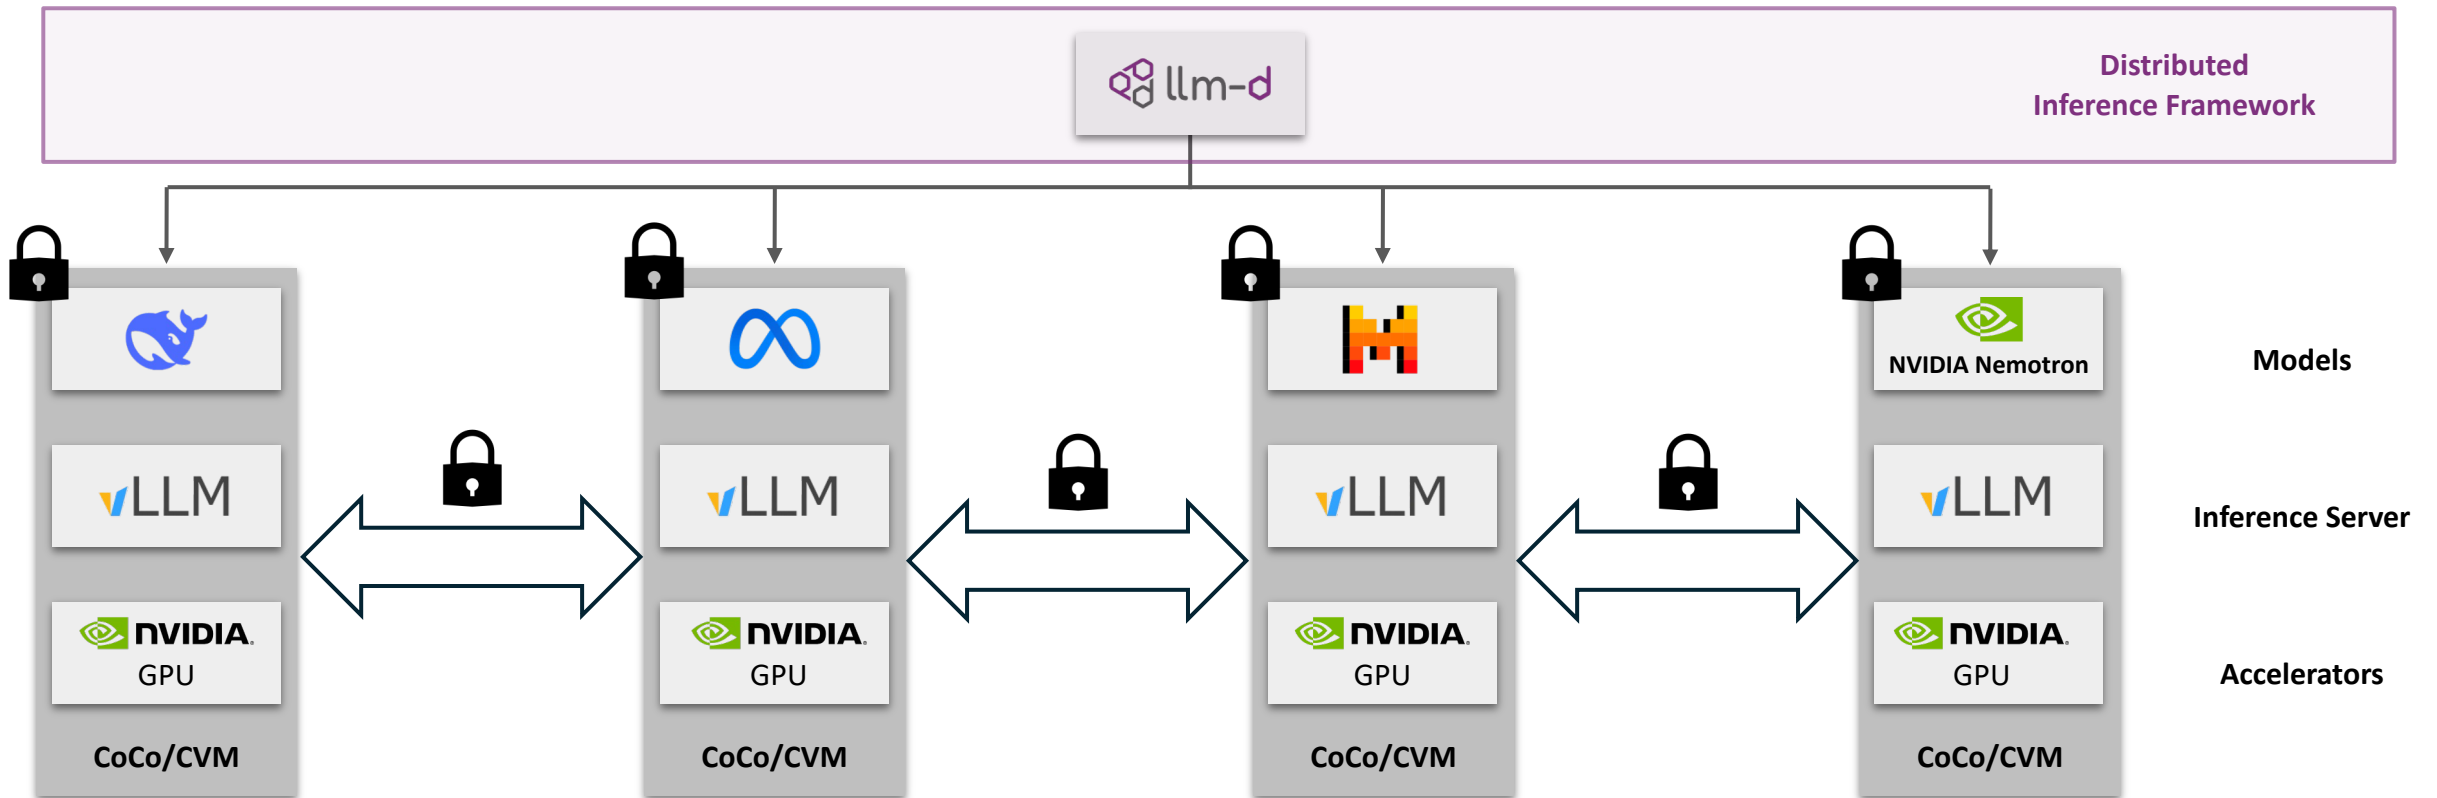 llm-d
Distributed
Inference Framework
NVIDIA Nemotron
Models
vLLM
vLLM
vLLM
vLLM
Inference Server
NVIDIA.
GPU
NVIDIA.
GPU
NVIDIA.
GPU
NVIDIA.
GPU
Accelerators
CoCo/CVM
CoCo/CVM
CoCo/CVM
CoCo/CVM